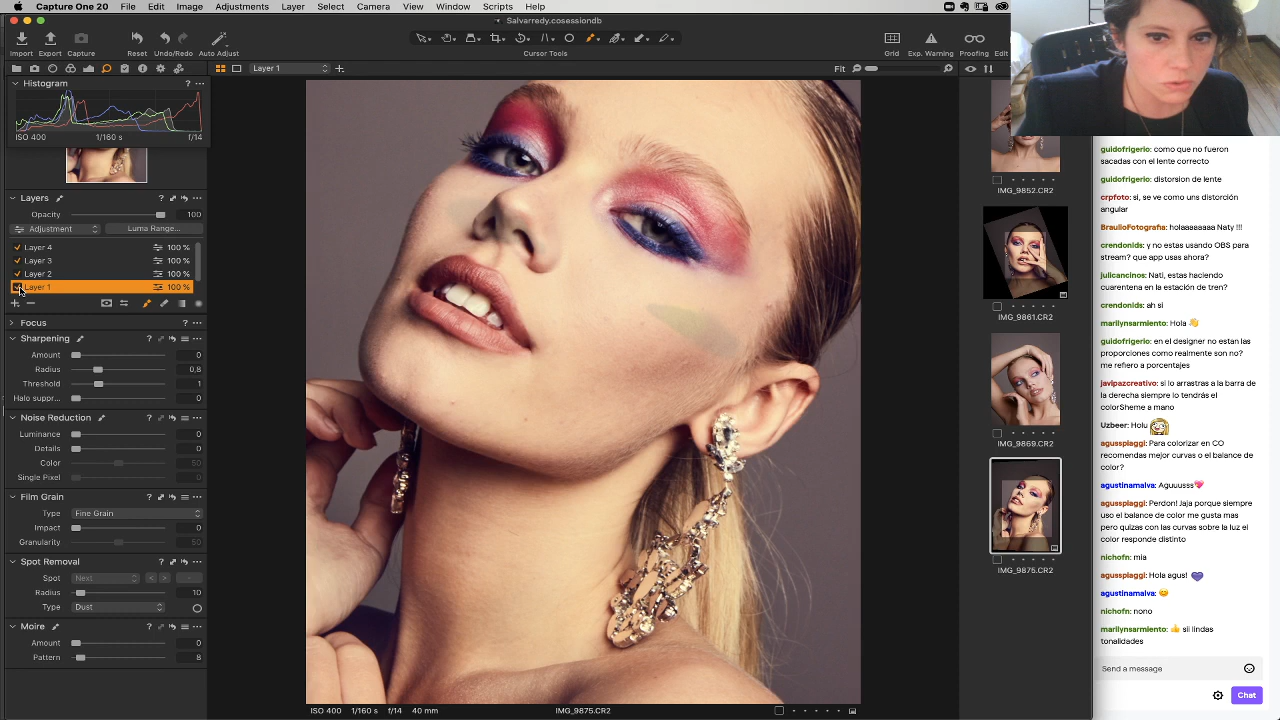 Capture One 20 File Edit Image Adjustments Layer Select Camera View Window Scripts Help
Salvarredy.cosessiondb
Import Export Capture Reset Undo/Redo Auto Adjust Cursor Tools Grid Exp. Warning Proofing Edit
Layer 1
Fit
Histogram
ISO 400 1/160 s f/14
Layers
Opacity 100
Adjustment Luma Range...
Layer 4 100 %
Layer 3 100 %
Layer 2 100 %
Layer 1 100 %
Focus
Sharpening
Amount 0
Radius 0,8
Threshold 1
Halo suppr... 0
Noise Reduction
Luminance 0
Details 0
Color 50
Single Pixel 0
Film Grain
Type Fine Grain
Impact 0
Granularity 50
Spot Removal
Spot Next
Radius 10
Type Dust
Moire
Amount 0
Pattern 8
ISO 400 1/160 s f/14 40 mm IMG_9875.CR2
IMG_9852.CR2
IMG_9861.CR2
IMG_9869.CR2
IMG_9875.CR2
guidofrigerio: como que no fueron
sacadas con el lente correcto
guidofrigerio: distorsion de lente
crpfoto: si, se ve como uns distorción
angular
BraulioFotografia: holaaaaaaaa Naty !!!
crendonlds: y no estas usando OBS para
stream? que app usas ahora?
julicancinos: Nati, estas haciendo
cuarentena en la estación de tren?
crendonlds: ah si
marilynsarmiento: Hola 👋
guidofrigerio: en el designer no estan las
proporciones como realmente son no?
me refiero a porcentajes
javipazcreativo: si lo arrastras a la barra de
la derecha siempre lo tendrás el
colorSheme a mano
Uzbeer: Holu
agusspiaggi: Para colorizar en CO
recomendas mejor curvas o el balance de
color?
agustinamalva: Aguuusss💖
agusspiaggi: Perdon! Jaja porque siempre
uso el balance de color me gusta mas
pero quizas con las curvas sobre la luz el
color responde distinto
nichofn: mia
agusspiaggi: Hola agus! 💜
agustinamalva: 😊
nichofn: nono
marilynsarmiento: 👍 sii lindas
tonalidades
Send a message
Chat